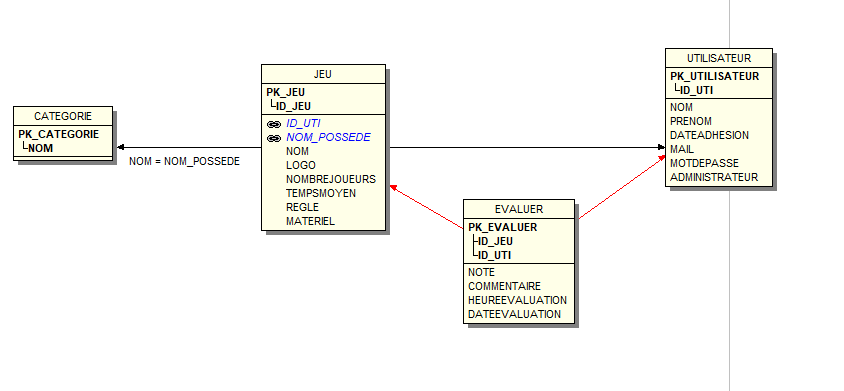 CATEGORIE
PK_CATEGORIE
NOM
NOM = NOM_POSSEDE
JEU
PK_JEU
ID_JEU
ID_UTI
NOM_POSSEDE
NOM
LOGO
NOMBREJOUEURS
TEMPSMOYEN
REGLE
MATERIEL
EVALUER
PK_EVALUER
ID_JEU
ID_UTI
NOTE
COMMENTAIRE
HEUREEVALUATION
DATEEVALUATION
UTILISATEUR
PK_UTILISATEUR
ID_UTI
NOM
PRENOM
DATEADHESION
MAIL
MOTDEPASSE
ADMINISTRATEUR